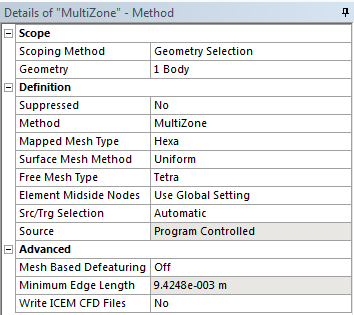 Details of "MultiZone" - Method
Scope
Scoping Method Geometry Selection
Geometry 1 Body
Definition
Suppressed No
Method MultiZone
Mapped Mesh Type Hexa
Surface Mesh Method Uniform
Free Mesh Type Tetra
Element Midside Nodes Use Global Setting
Src/Trg Selection Automatic
Source Program Controlled
Advanced
Mesh Based Defeaturing Off
Minimum Edge Length 9.4248e-003 m
Write ICEM CFD Files No